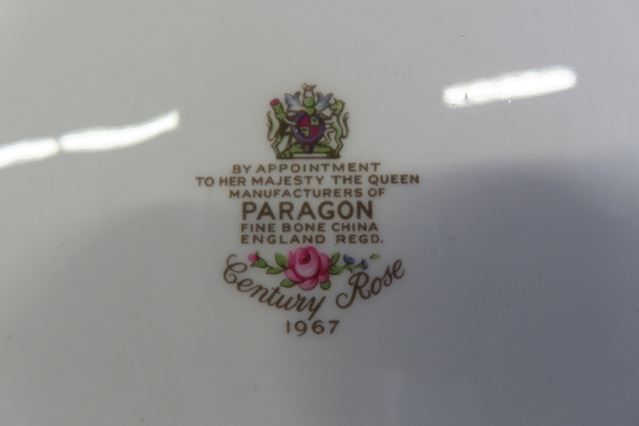 BY APPOINTMENT
TO HER MAJESTY THE QUEEN
MANUFACTURERS OF
PARAGON
FINE BONE CHINA
ENGLAND REGD.
Century Rose
1967